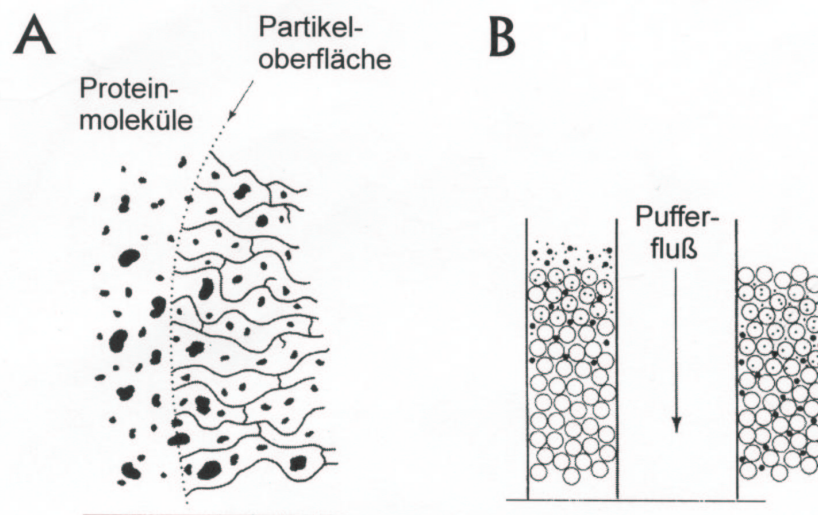 A
Partikel-
oberfläche
Protein-
moleküle
B
Puffer-
fluß